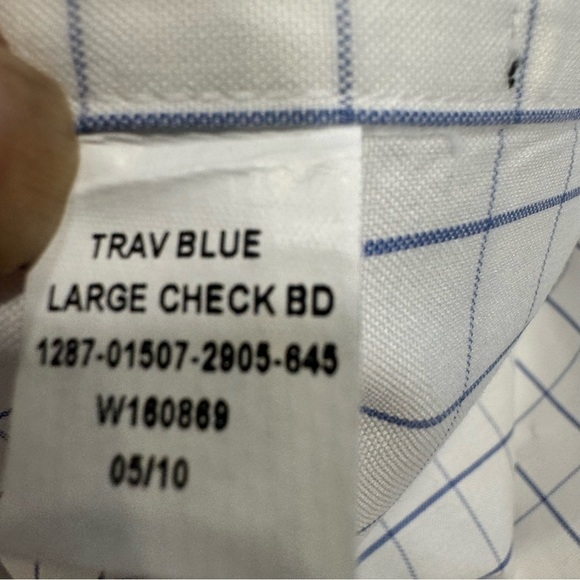 TRAV BLUE
LARGE CHECK BD
1287-01507-2905-645
W160869
05/10